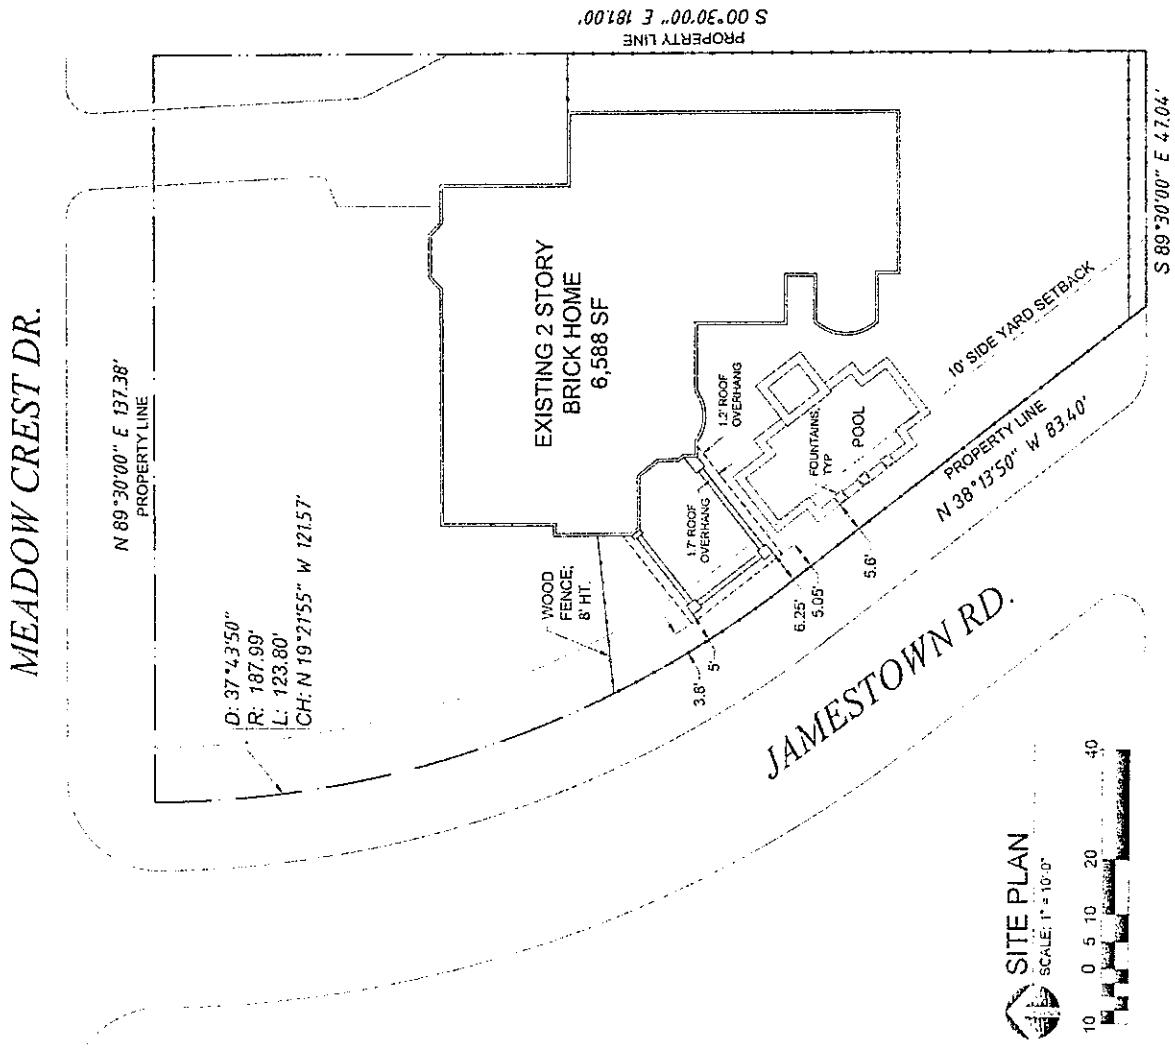 MEADOW CREST DR.
S 00°30'00" E 181.00'
PROPERTY LINE
N 89°30'00" E 137.38'
PROPERTY LINE
D: 37°43'50"
R: 187.99'
L: 123.80'
CH: N 19°21'55" W 121.57'
EXISTING 2 STORY
BRICK HOME
6,588 SF
WOOD
FENCE;
8' HT.
1.7' ROOF
OVERHANG
1.2' ROOF
OVERHANG
FOUNTAINS,
TYP
POOL
10' SIDE YARD SETBACK
PROPERTY LINE
N 38°13'50" W 83.40'
S 89°30'00" E 47.04'
3.8'
5'
6.25'
5.05'
5.6'
JAMESTOWN RD.
SITE PLAN
SCALE: 1" = 10'-0"
10 0 5 10 20 40